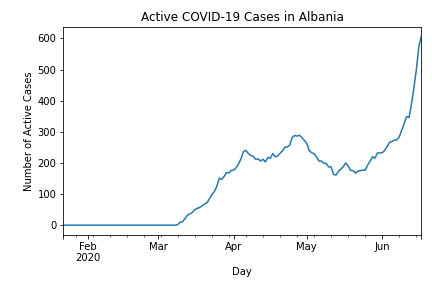 Active COVID-19 Cases in Albania
600
500
400
300
200
100
0
Number of Active Cases
Feb Mar Apr May Jun
2020
Day